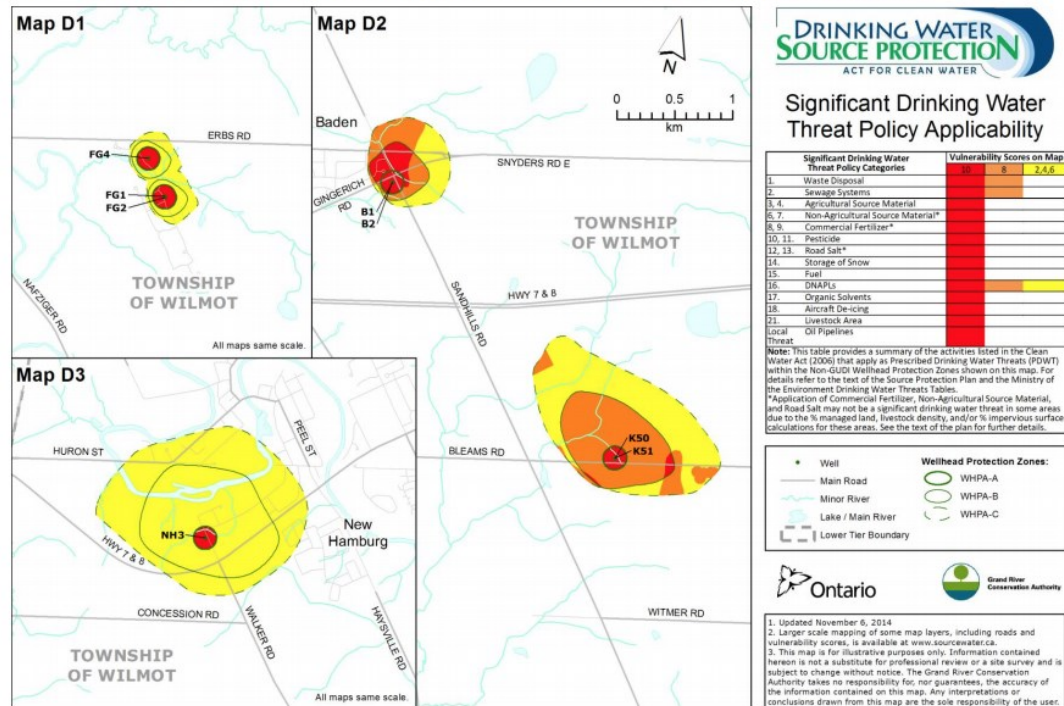 Map D1
ERBS RD
FG4
FG1
FG2
TOWNSHIP
OF WILMOT
NAFZIGER RD
All maps same scale.
Map D2
N
0 0.5 1
km
Baden
SNYDERS RD E
GINGERICH
RD
B1
B2
TOWNSHIP
OF WILMOT
HWY 7 & 8
SANDHILLS RD
K50
K51
BLEAMS RD
WITMER RD
Map D3
PEEL ST
HURON ST
NH3
New
Hamburg
HWY 7 & 8
CONCESSION RD
WALKER RD
HAYSVILLE RD
TOWNSHIP
OF WILMOT
All maps same scale.
DRINKING WATER
SOURCE PROTECTION
ACT FOR CLEAN WATER
Significant Drinking Water
Threat Policy Applicability
Significant Drinking Water
Threat Policy Categories
Vulnerability Scores on Map
10 8 2,4,6
1. Waste Disposal
2. Sewage Systems
3, 4. Agricultural Source Material
6, 7. Non-Agricultural Source Material*
8, 9. Commercial Fertilizer*
10, 11. Pesticide
12, 13. Road Salt*
14. Storage of Snow
15. Fuel
16. DNAPLs
17. Organic Solvents
18. Aircraft De-icing
21. Livestock Area
Local Oil Pipelines
Threat
Note: This table provides a summary of the activities listed in the Clean
Water Act (2006) that apply as Prescribed Drinking Water Threats (PDWT)
within the Non-GUDI Wellhead Protection Zones shown on this map. For
details refer to the text of the Source Protection Plan and the Ministry of
the Environment Drinking Water Threats Tables.
*Application of Commercial Fertilizer, Non-Agricultural Source Material,
and Road Salt may not be a significant drinking water threat in some areas
due to the % managed land, livestock density, and/or % impervious surface
calculations for these areas. See the text of the plan for further details.
Well
Main Road
Minor River
Lake / Main River
Lower Tier Boundary
Wellhead Protection Zones:
WHPA-A
WHPA-B
WHPA-C
Ontario
Grand River
Conservation Authority
1. Updated November 6, 2014
2. Larger scale mapping of some map layers, including roads and
vulnerability scores, is available at www.sourcewater.ca.
3. This map is for illustrative purposes only. Information contained
hereon is not a substitute for professional review or a site survey and is
subject to change without notice. The Grand River Conservation
Authority takes no responsibility for, nor guarantees, the accuracy of
the information contained on this map. Any interpretations or
conclusions drawn from this map are the sole responsibility of the user